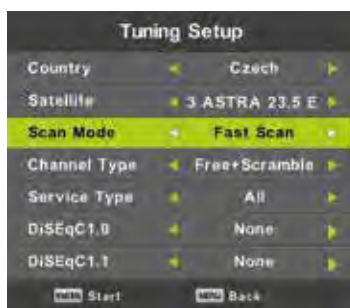 Tuning Setup
Country Czech
Satellite 3 ASTRA 23.5 E
Scan Mode Fast Scan
Channel Type Free+Scramble
Service Type All
DiSEqC1.0 None
DiSEqC1.1 None
Start Back